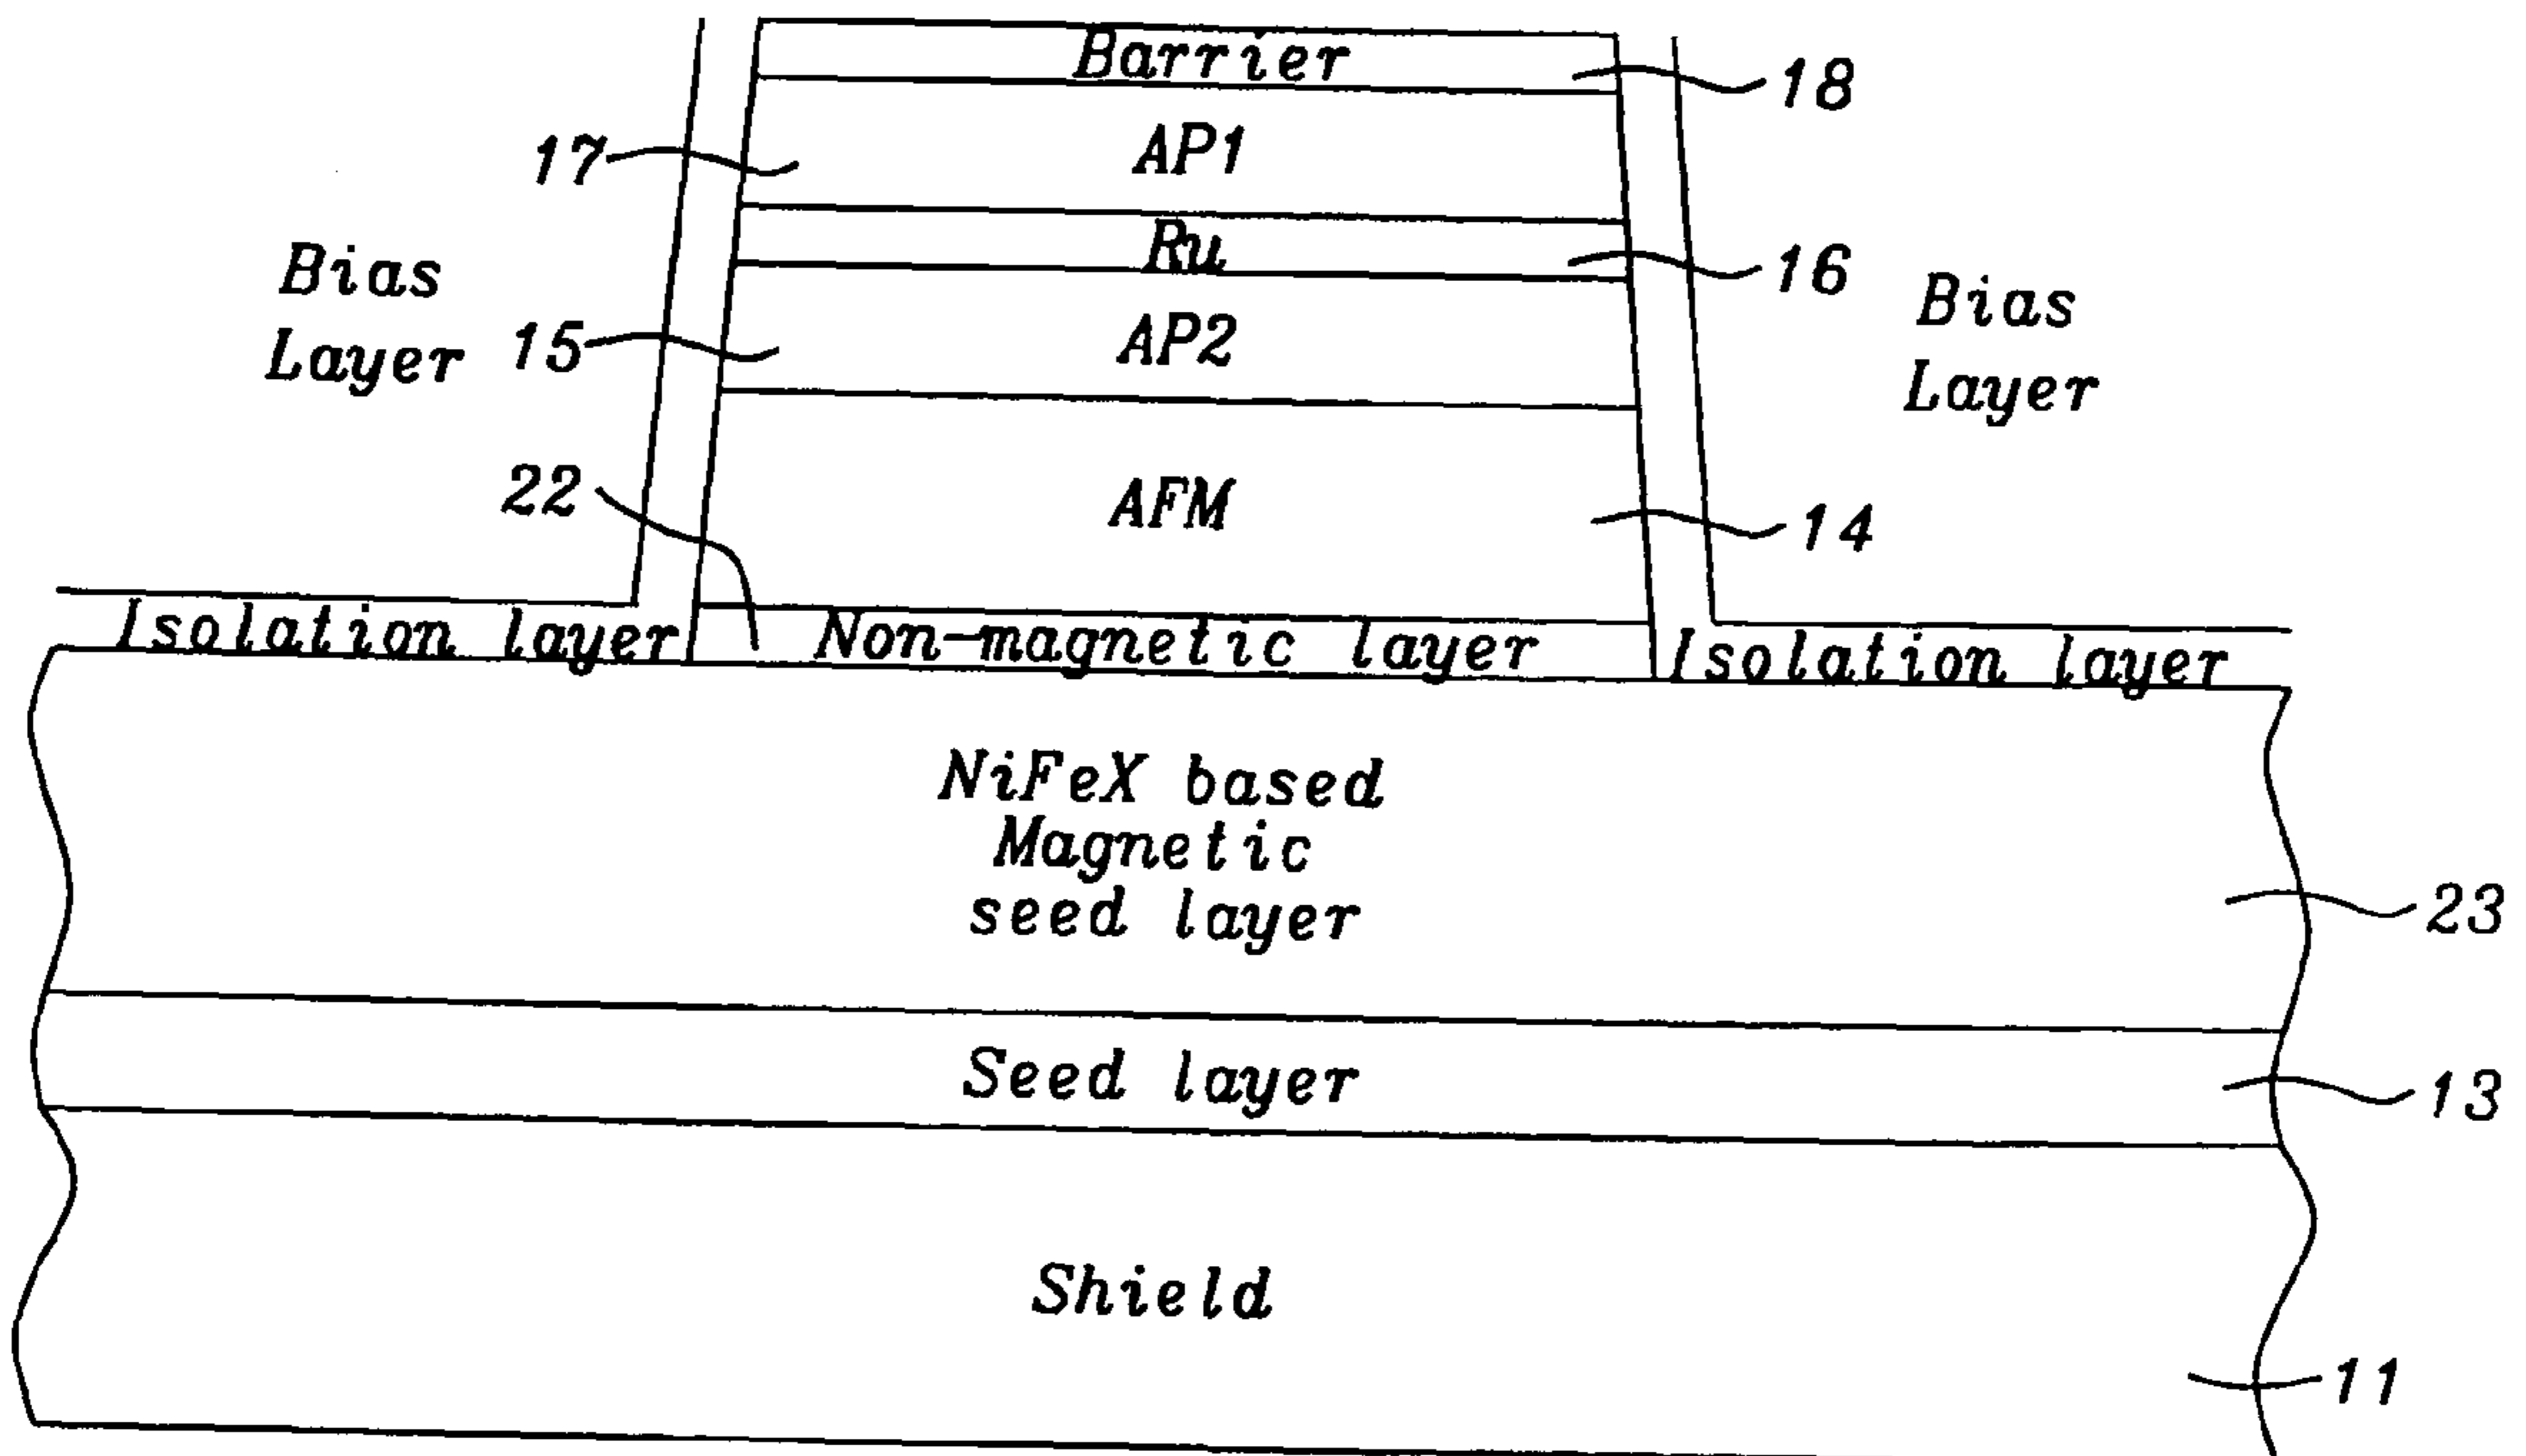 Barrier
18
AP1
17
Ru
16
Bias
Layer
15
AP2
Bias
Layer
22
AFM
14
Isolation layer
Non-magnetic layer
Isolation layer
NiFeX based
Magnetic
seed layer
23
Seed layer
13
Shield
11